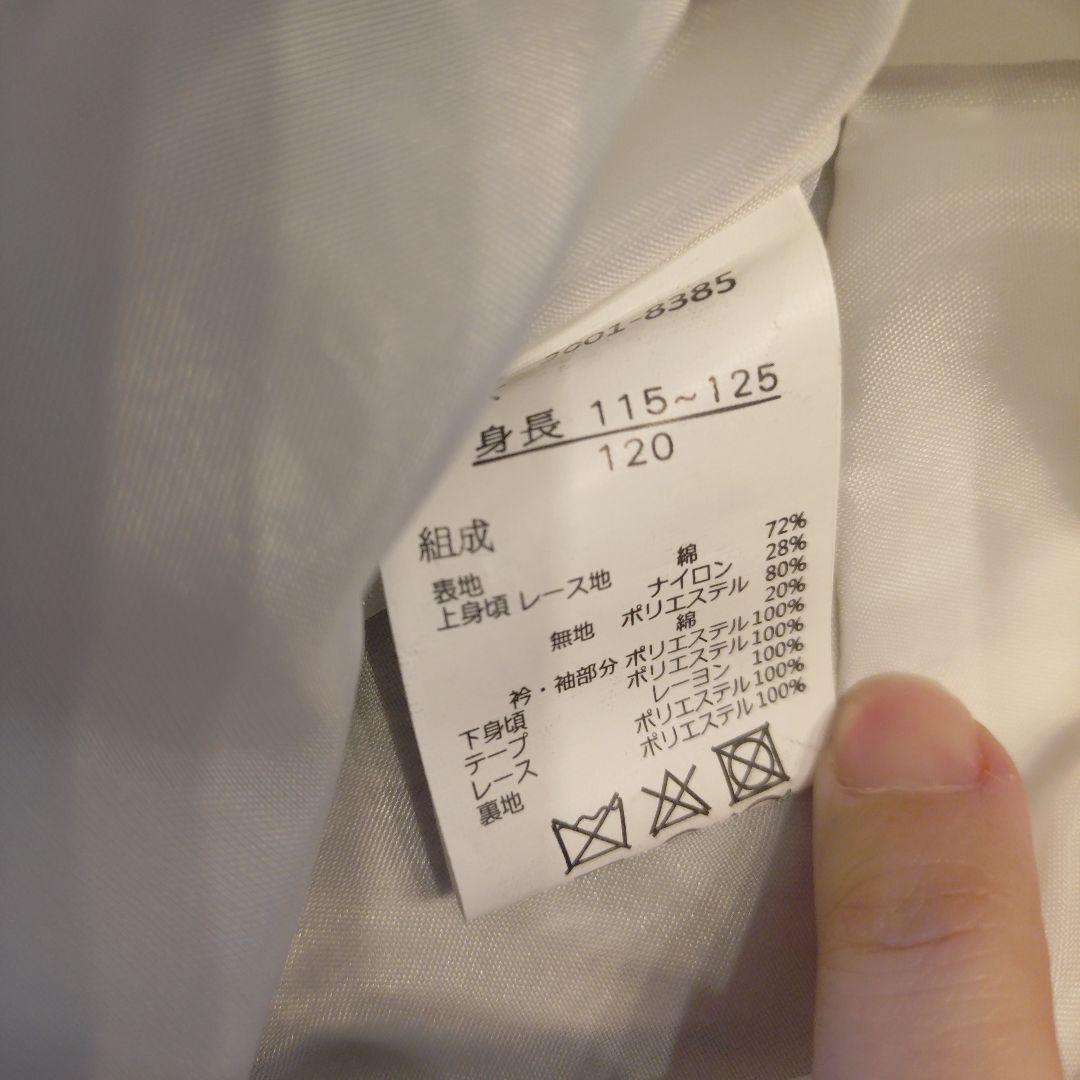 001-8385
身長 115~125
120
組成
表地
上身頃 レース地 綿 72%
ナイロン 28%
無地 ポリエステル 80%
綿 20%
衿・袖部分 ポリエステル 100%
下身頃 ポリエステル 100%
テープ レーヨン 100%
レース ポリエステル 100%
裏地 ポリエステル 100%